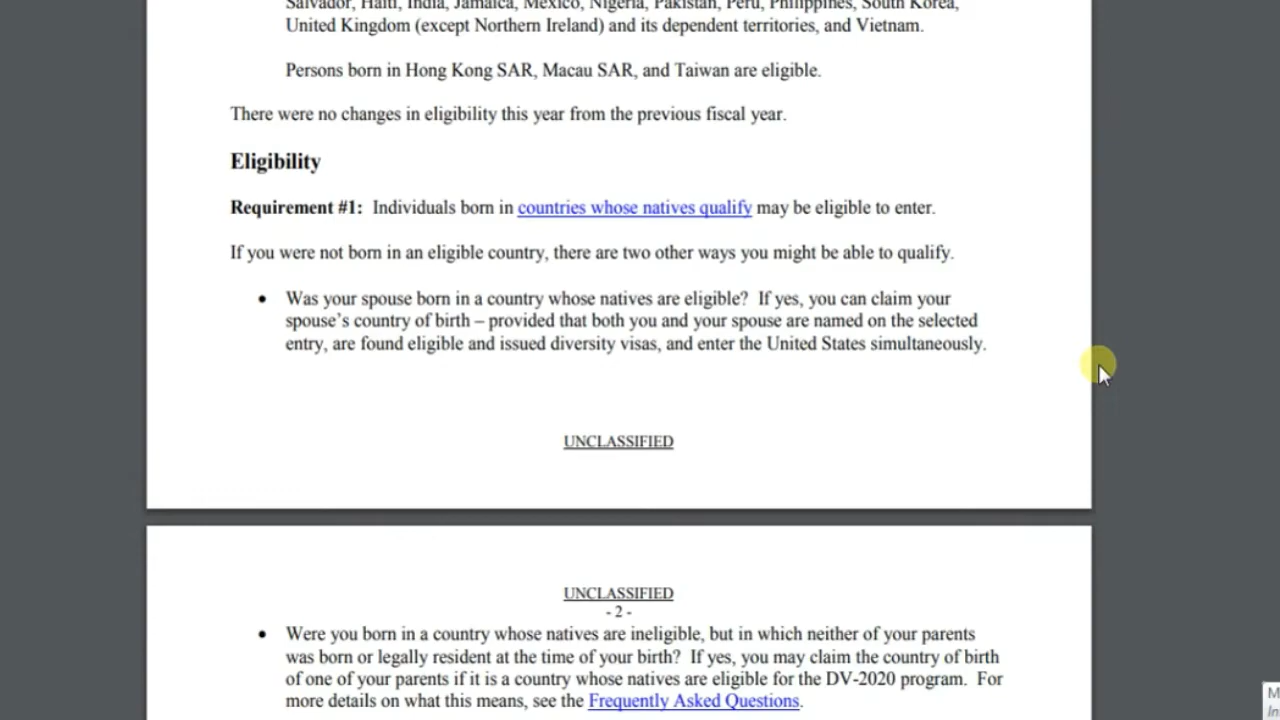 Salvador, Haiti, India, Jamaica, Mexico, Nigeria, Pakistan, Peru, Philippines, South Korea,
United Kingdom (except Northern Ireland) and its dependent territories, and Vietnam.
Persons born in Hong Kong SAR, Macau SAR, and Taiwan are eligible.
There were no changes in eligibility this year from the previous fiscal year.
Eligibility
Requirement #1:  Individuals born in countries whose natives qualify may be eligible to enter.
If you were not born in an eligible country, there are two other ways you might be able to qualify.
• Was your spouse born in a country whose natives are eligible?  If yes, you can claim your
spouse’s country of birth – provided that both you and your spouse are named on the selected
entry, are found eligible and issued diversity visas, and enter the United States simultaneously.
UNCLASSIFIED
UNCLASSIFIED
- 2 -
• Were you born in a country whose natives are ineligible, but in which neither of your parents
was born or legally resident at the time of your birth?  If yes, you may claim the country of birth
of one of your parents if it is a country whose natives are eligible for the DV-2020 program.  For
more details on what this means, see the Frequently Asked Questions.